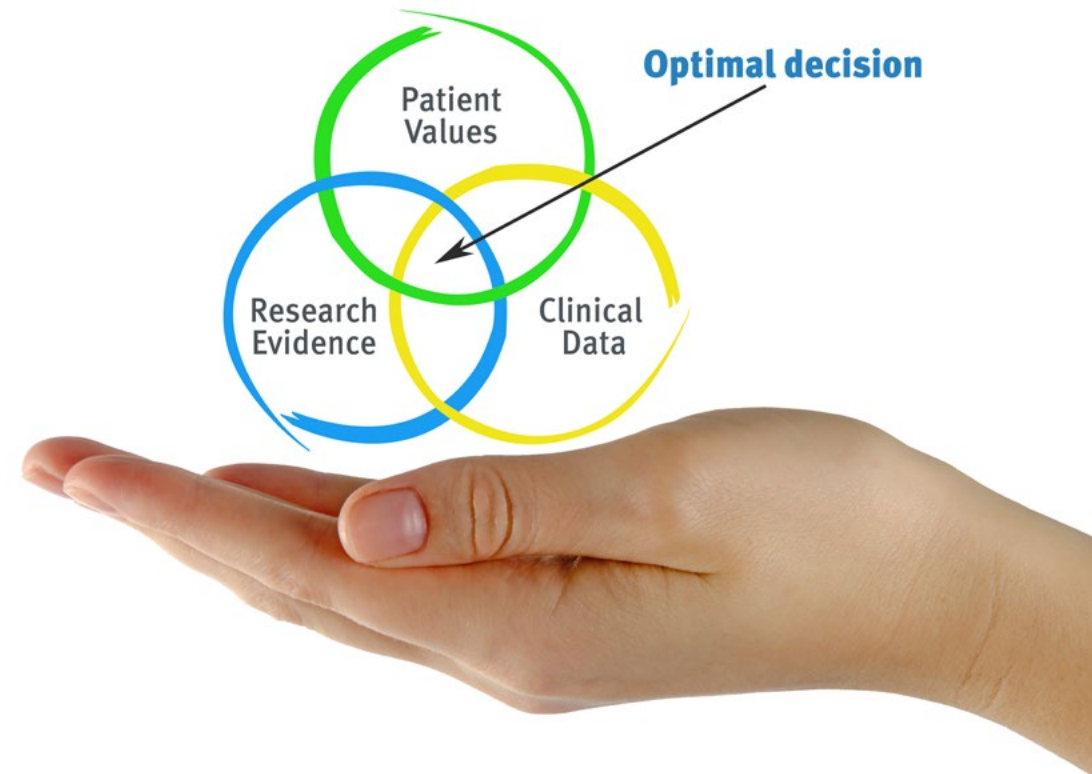 Optimal decision
Patient
Values
Research
Evidence
Clinical
Data